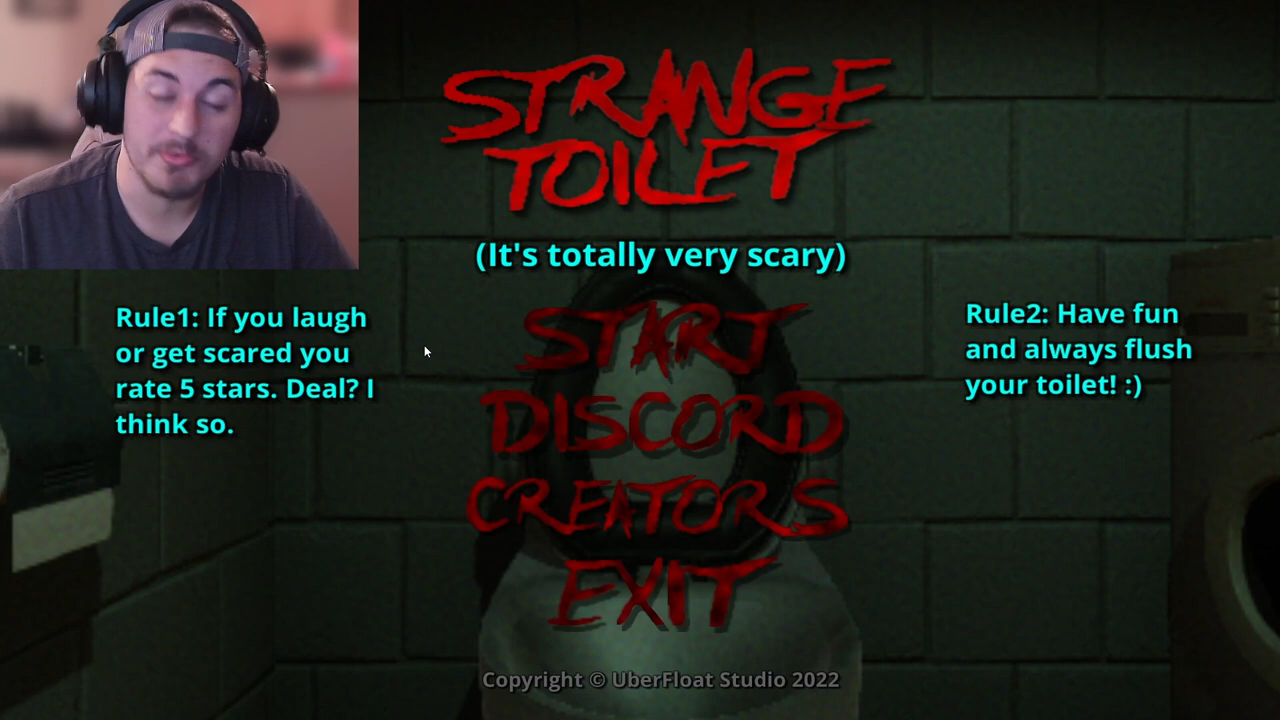 STRANGE
TOILET
(It's totally very scary)
Rule1: If you laugh
or get scared you
rate 5 stars. Deal? I
think so.
Rule2: Have fun
and always flush
your toilet! :)
START
DISCORD
CREATORS
EXIT
Copyright © UberFloat Studio 2022